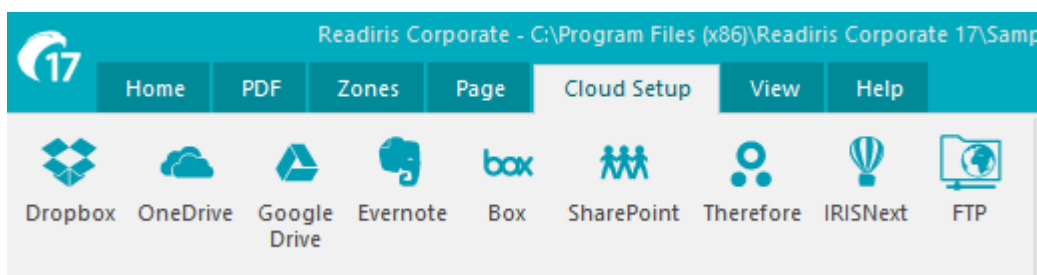 Readiris Corporate - C:\Program Files (x86)\Readiris Corporate 17\Samp
17
Home PDF Zones Page Cloud Setup View Help
box
Dropbox OneDrive Google Drive Evernote Box SharePoint Therefore IRISNext FTP